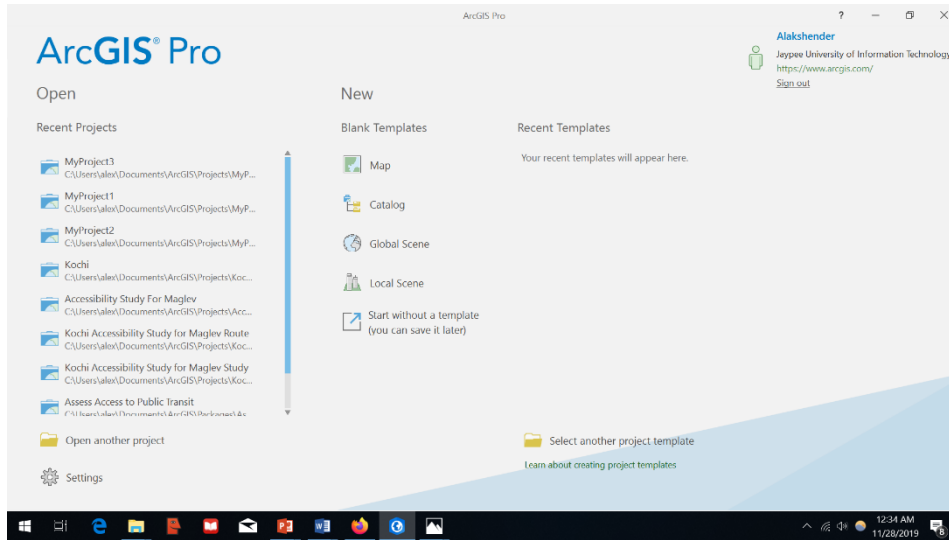 ArcGIS Pro
?
ArcGIS® Pro
Alakshender
Jaypee University of Information Technology
https://www.arcgis.com/
Sign out
Open
Recent Projects
MyProject3
C:\Users\alex\Documents\ArcGIS\Projects\MyP...
MyProject1
C:\Users\alex\Documents\ArcGIS\Projects\MyP...
MyProject2
C:\Users\alex\Documents\ArcGIS\Projects\MyP...
Kochi
C:\Users\alex\Documents\ArcGIS\Projects\Koc...
Accessibility Study For Maglev
C:\Users\alex\Documents\ArcGIS\Projects\Acc...
Kochi Accessibility Study for Maglev Route
C:\Users\alex\Documents\ArcGIS\Projects\Koc...
Kochi Accessibility Study for Maglev Study
C:\Users\alex\Documents\ArcGIS\Projects\Koc...
Assess Access to Public Transit
C:\Users\alex\Documents\ArcGIS\Packages\As...
Open another project
Settings
New
Blank Templates
Map
Catalog
Global Scene
Local Scene
Start without a template
(you can save it later)
Recent Templates
Your recent templates will appear here.
Select another project template
Learn about creating project templates
12:34 AM
11/28/2019